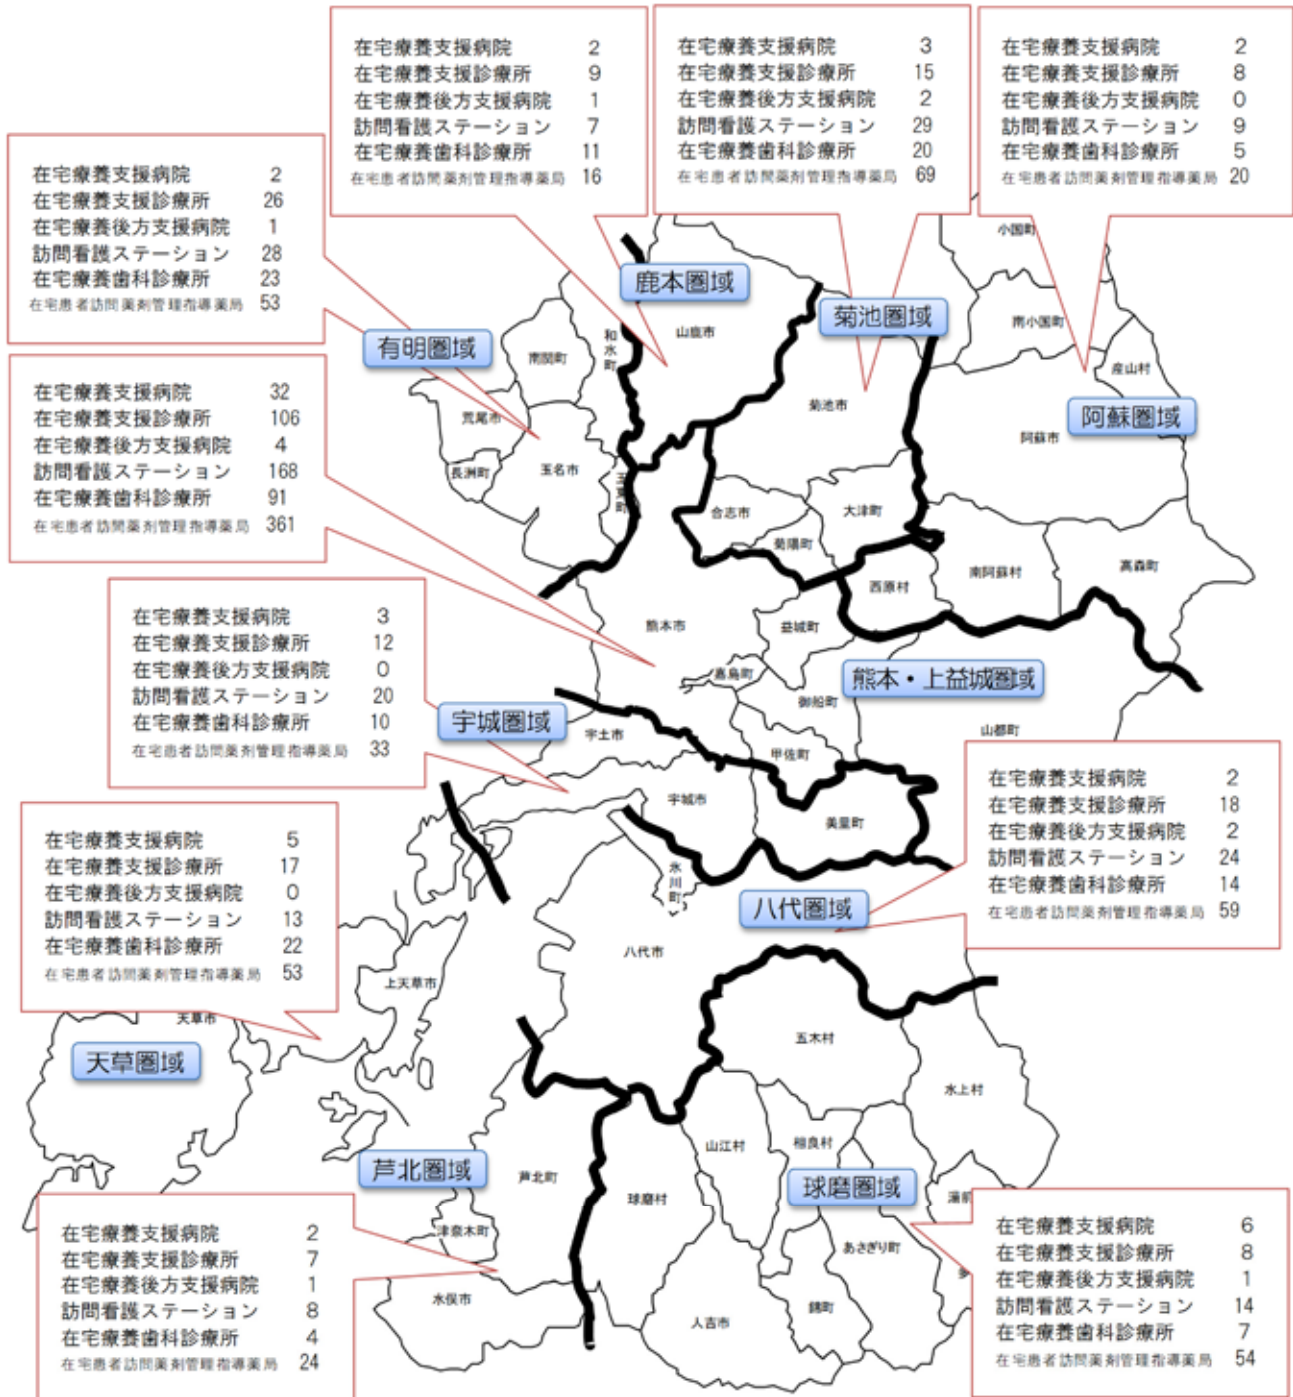 在宅療養支援病院 2
在宅療養支援診療所 9
在宅療養後方支援病院 1
訪問看護ステーション 7
在宅療養歯科診療所 11
在宅患者訪問薬剤管理指導薬局 16
在宅療養支援病院 3
在宅療養支援診療所 15
在宅療養後方支援病院 2
訪問看護ステーション 29
在宅療養歯科診療所 20
在宅患者訪問薬剤管理指導薬局 69
在宅療養支援病院 2
在宅療養支援診療所 8
在宅療養後方支援病院 0
訪問看護ステーション 9
在宅療養歯科診療所 5
在宅患者訪問薬剤管理指導薬局 20
在宅療養支援病院 2
在宅療養支援診療所 26
在宅療養後方支援病院 1
訪問看護ステーション 28
在宅療養歯科診療所 23
在宅患者訪問薬剤管理指導薬局 53
小国町
鹿本圏域
山鹿市
菊池圏域
南小国町
有明圏域
南関町
和水町
産山村
在宅療養支援病院 32
在宅療養支援診療所 106
在宅療養後方支援病院 4
訪問看護ステーション 168
在宅療養歯科診療所 91
在宅患者訪問薬剤管理指導薬局 361
荒尾市
菊池市
阿蘇圏域
阿蘇市
長洲町
玉名市
玉東町
合志市
大津町
菊陽町
西原村
南阿蘇村
高森町
在宅療養支援病院 3
在宅療養支援診療所 12
在宅療養後方支援病院 0
訪問看護ステーション 20
在宅療養歯科診療所 10
在宅患者訪問薬剤管理指導薬局 33
熊本市
益城町
嘉島町
熊本・上益城圏域
御船町
宇城圏域
宇土市
山都町
甲佐町
在宅療養支援病院 2
在宅療養支援診療所 18
在宅療養後方支援病院 2
訪問看護ステーション 24
在宅療養歯科診療所 14
在宅患者訪問薬剤管理指導薬局 59
宇城市
美里町
在宅療養支援病院 5
在宅療養支援診療所 17
在宅療養後方支援病院 0
訪問看護ステーション 13
在宅療養歯科診療所 22
在宅患者訪問薬剤管理指導薬局 53
氷川町
八代圏域
八代市
上天草市
天草市
天草圏域
五木村
水上村
山江村
相良村
芦北圏域
芦北町
球磨村
球磨圏域
湯前
津奈木町
あさぎり町
在宅療養支援病院 2
在宅療養支援診療所 7
在宅療養後方支援病院 1
訪問看護ステーション 8
在宅療養歯科診療所 4
在宅患者訪問薬剤管理指導薬局 24
在宅療養支援病院 6
在宅療養支援診療所 8
在宅療養後方支援病院 1
訪問看護ステーション 14
在宅療養歯科診療所 7
在宅患者訪問薬剤管理指導薬局 54
水俣市
人吉市
錦町